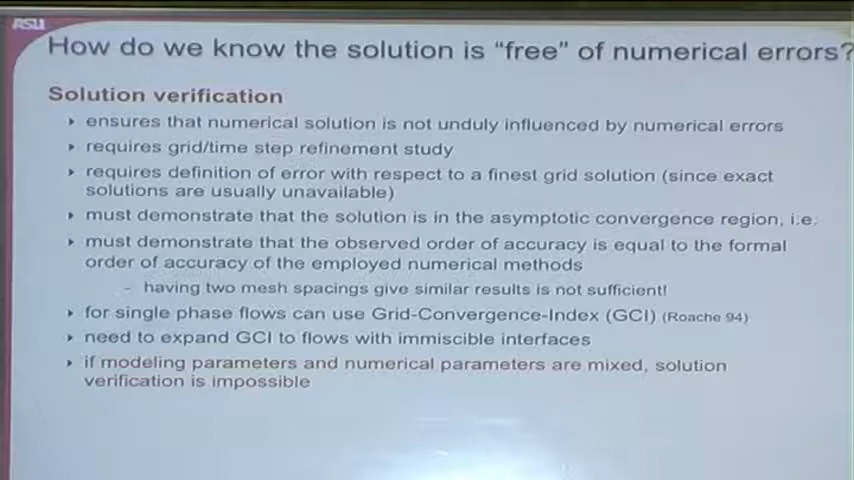 ASU
How do we know the solution is "free" of numerical errors?
Solution verification
‣ ensures that numerical solution is not unduly influenced by numerical errors
‣ requires grid/time step refinement study
‣ requires definition of error with respect to a finest grid solution (since exact
solutions are usually unavailable)
‣ must demonstrate that the solution is in the asymptotic convergence region, i.e.
‣ must demonstrate that the observed order of accuracy is equal to the formal
order of accuracy of the employed numerical methods
- having two mesh spacings give similar results is not sufficient!
‣ for single phase flows can use Grid-Convergence-Index (GCI) (Roache 94)
‣ need to expand GCI to flows with immiscible interfaces
‣ if modeling parameters and numerical parameters are mixed, solution
verification is impossible